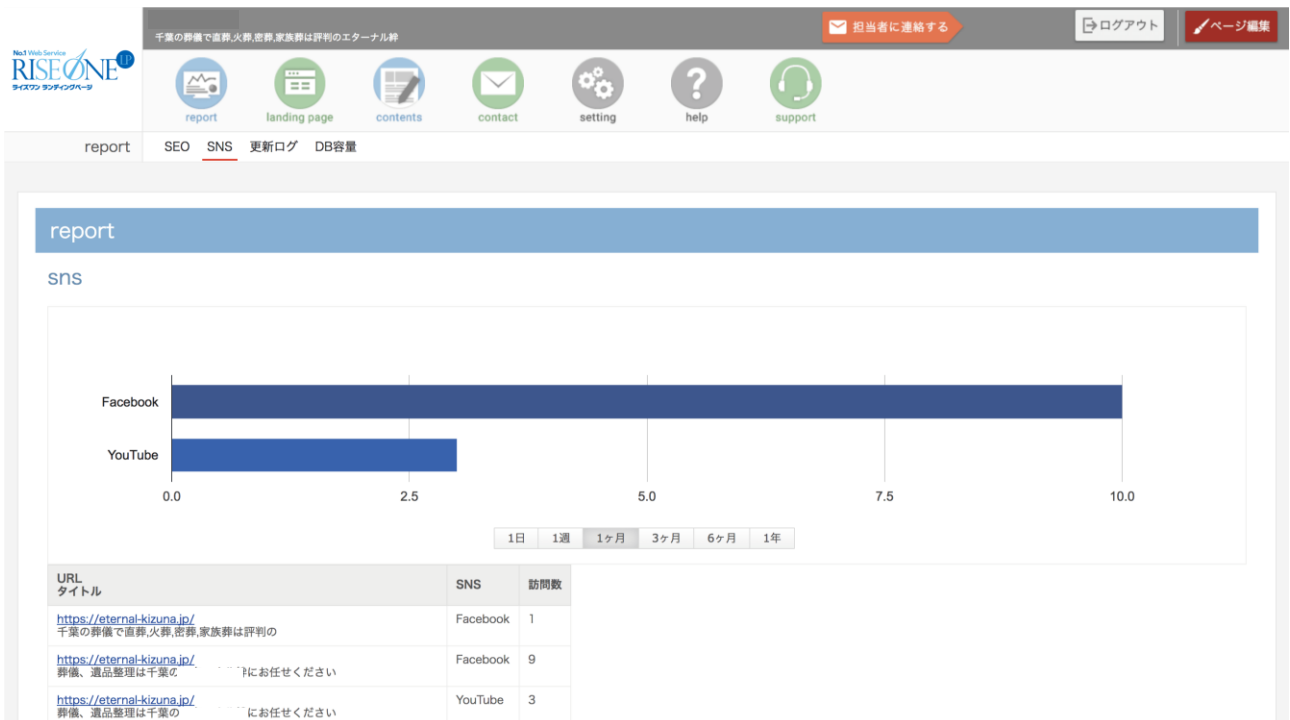 千葉の葬儀で直葬,火葬,密葬,家族葬は評判のエターナル絆
担当者に連絡する
ログアウト
ページ編集
No.1 Web Service
RISEONE LP
ライズワン ランディングページ
report
landing page
contents
contact
setting
help
support
report
SEO
SNS
更新ログ
DB容量
report
sns
Facebook
YouTube
0.0
2.5
5.0
7.5
10.0
1日
1週
1ヶ月
3ヶ月
6ヶ月
1年
URL
タイトル
SNS
訪問数
https://eternal-kizuna.jp/
千葉の葬儀で直葬,火葬,密葬,家族葬は評判の
Facebook
1
https://eternal-kizuna.jp/
葬儀、遺品整理は千葉の
にお任せください
Facebook
9
https://eternal-kizuna.jp/
葬儀、遺品整理は千葉の
にお任せください
YouTube
3